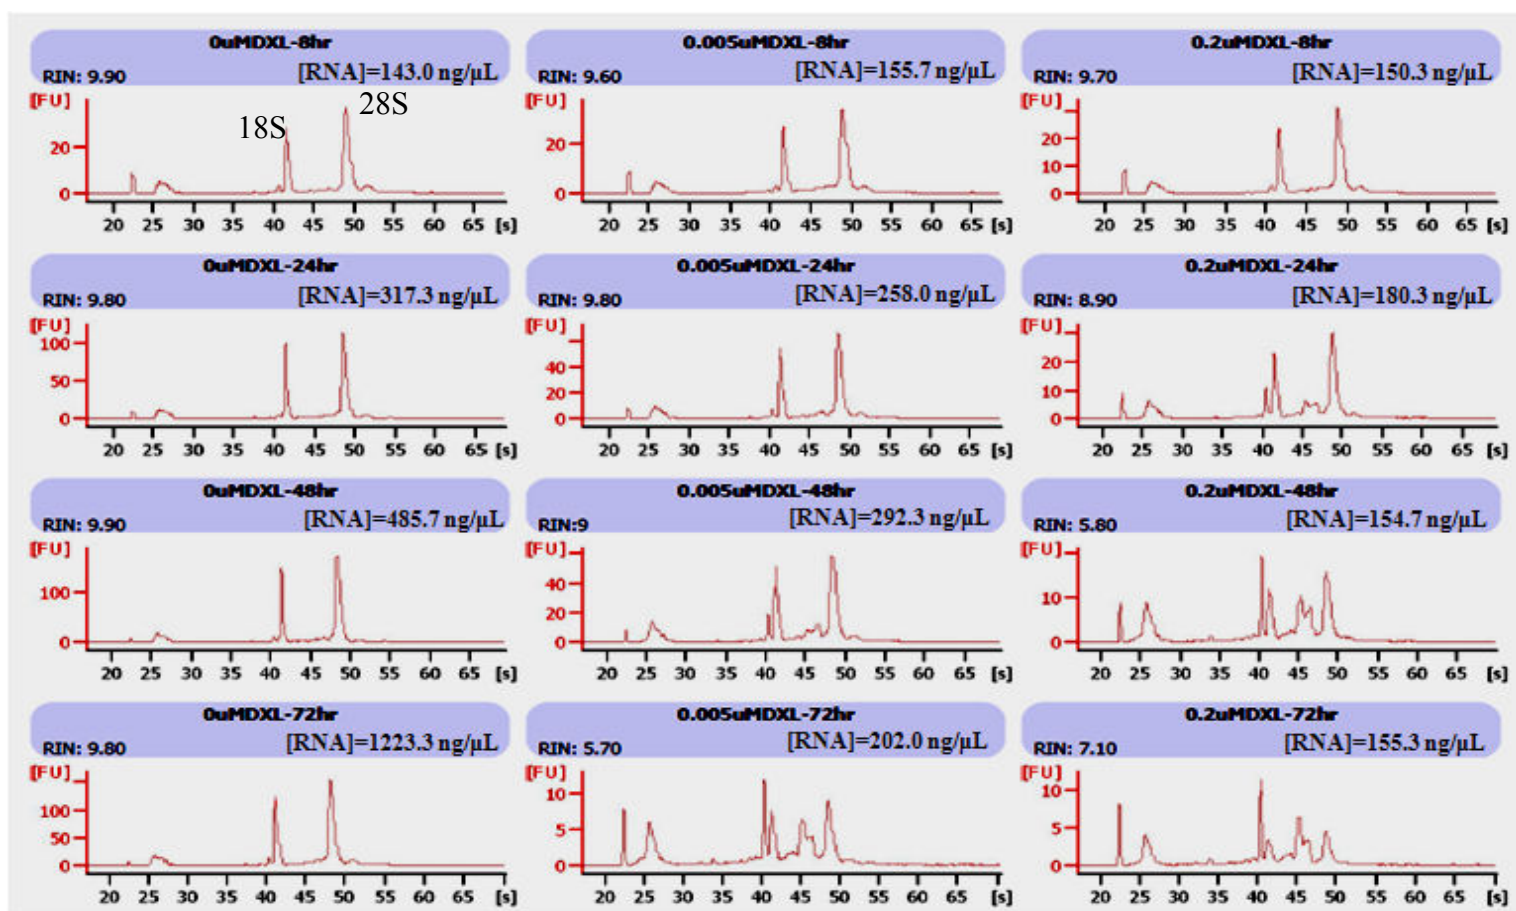 0uMDXL-8hr
RIN: 9.90 [RNA]=143.0 ng/µL
[FU]
28S
18S
20
0
20 25 30 35 40 45 50 55 60 65 [s]
0.005uMDXL-8hr
RIN: 9.60 [RNA]=155.7 ng/µL
[FU]
20
0
20 25 30 35 40 45 50 55 60 65 [s]
0.2uMDXL-8hr
RIN: 9.70 [RNA]=150.3 ng/µL
[FU]
20
10
0
20 25 30 35 40 45 50 55 60 65 [s]
0uMDXL-24hr
RIN: 9.80 [RNA]=317.3 ng/µL
[FU]
100
50
0
20 25 30 35 40 45 50 55 60 65 [s]
0.005uMDXL-24hr
RIN: 9.80 [RNA]=258.0 ng/µL
[FU]
40
20
0
20 25 30 35 40 45 50 55 60 65 [s]
0.2uMDXL-24hr
RIN: 8.90 [RNA]=180.3 ng/µL
[FU]
20
10
0
20 25 30 35 40 45 50 55 60 65 [s]
0uMDXL-48hr
RIN: 9.90 [RNA]=485.7 ng/µL
[FU]
100
0
20 25 30 35 40 45 50 55 60 65 [s]
0.005uMDXL-48hr
RIN:9 [RNA]=292.3 ng/µL
[FU]
40
20
0
20 25 30 35 40 45 50 55 60 65 [s]
0.2uMDXL-48hr
RIN: 5.80 [RNA]=154.7 ng/µL
[FU]
10
0
20 25 30 35 40 45 50 55 60 65 [s]
0uMDXL-72hr
RIN: 9.80 [RNA]=1223.3 ng/µL
[FU]
100
50
0
20 25 30 35 40 45 50 55 60 65 [s]
0.005uMDXL-72hr
RIN: 5.70 [RNA]=202.0 ng/µL
[FU]
10
5
0
20 25 30 35 40 45 50 55 60 65 [s]
0.2uMDXL-72hr
RIN: 7.10 [RNA]=155.3 ng/µL
[FU]
10
5
0
20 25 30 35 40 45 50 55 60 65 [s]